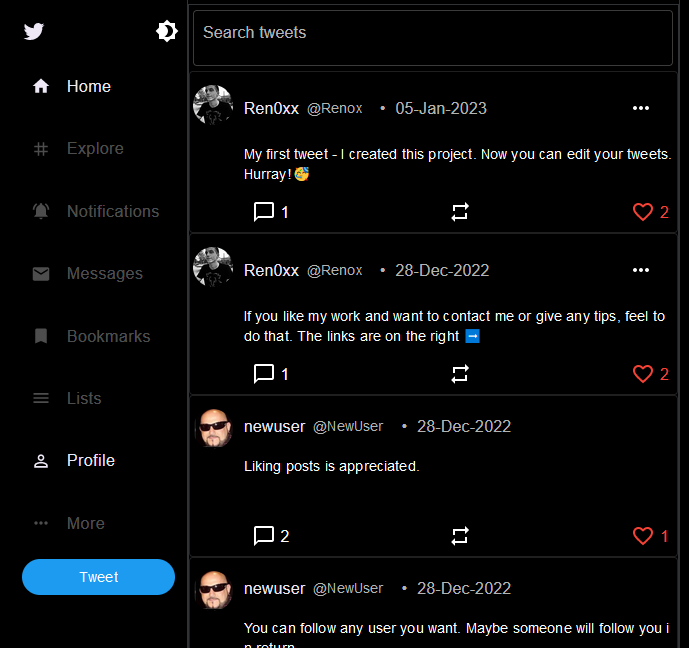 Home
Explore
Notifications
Messages
Bookmarks
Lists
Profile
More
Tweet
Search tweets
Ren0xx @Renox • 05-Jan-2023
My first tweet - I created this project. Now you can edit your tweets.
Hurray! 🥳
1 2
Ren0xx @Renox • 28-Dec-2022
If you like my work and want to contact me or give any tips, feel to
do that. The links are on the right ➡️
1 2
newuser @NewUser • 28-Dec-2022
Liking posts is appreciated.
2 1
newuser @NewUser • 28-Dec-2022
You can follow any user you want. Maybe someone will follow you i
n return